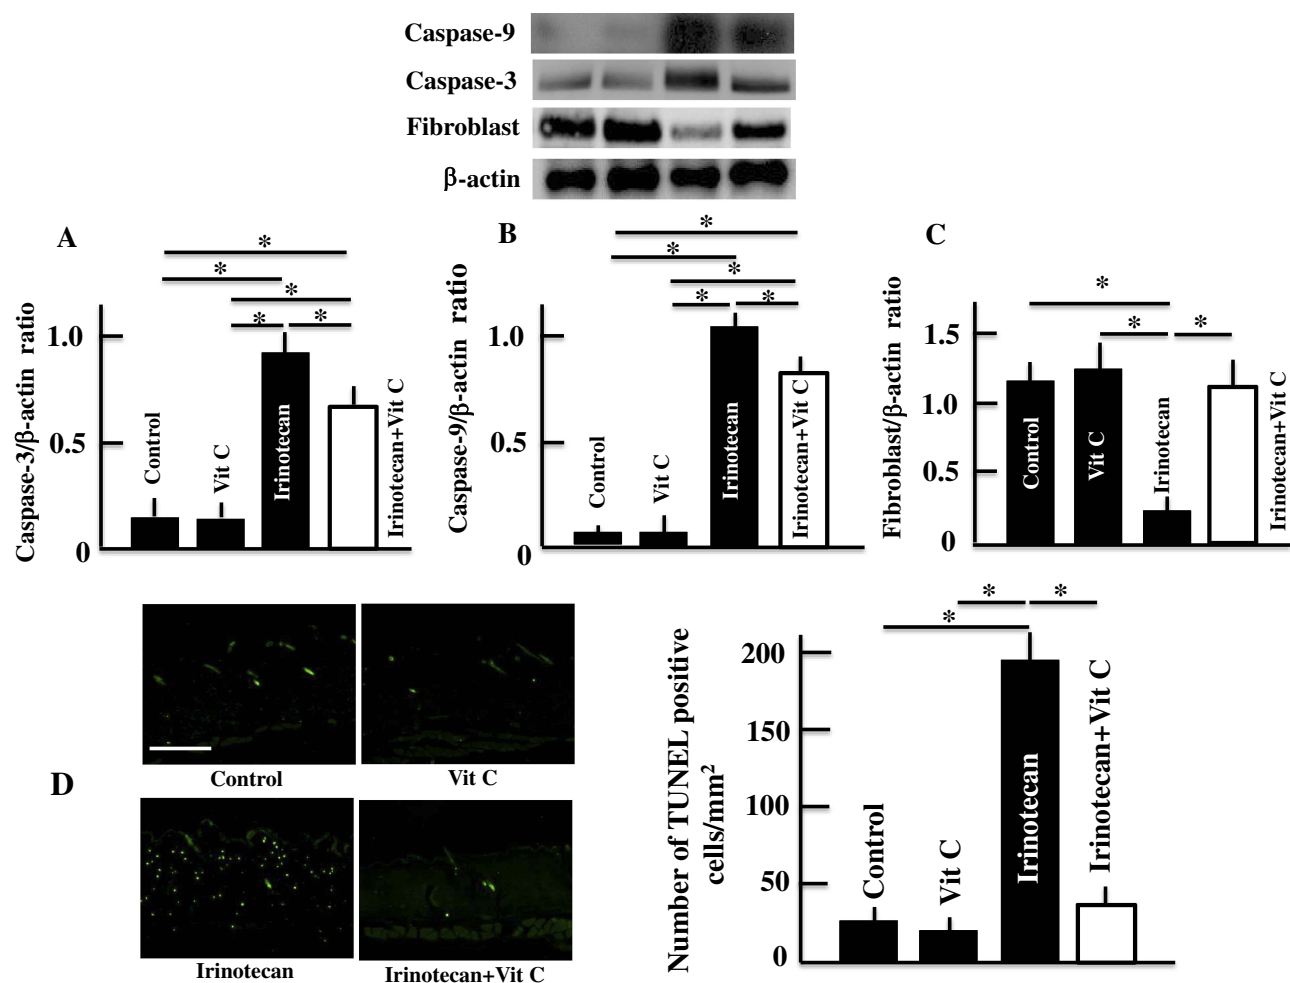 Caspase-9
Caspase-3
Fibroblast
β-actin
A
*
*
*
* *
Caspase-3/β-actin ratio
1.0
0.5
0
Control
Vit C
Irinotecan
Irinotecan+Vit C
B
*
*
*
* *
Caspase-9/β-actin ratio
1.0
0.5
0
Control
Vit C
Irinotecan
Irinotecan+Vit C
C
*
* *
Fibroblast/β-actin ratio
1.5
1.0
0.5
0
Control
Vit C
Irinotecan
Irinotecan+Vit C
D
Control
Vit C
Irinotecan
Irinotecan+Vit C
* *
*
Number of TUNEL positive
cells/mm²
200
150
100
50
0
Control
Vit C
Irinotecan
Irinotecan+Vit C